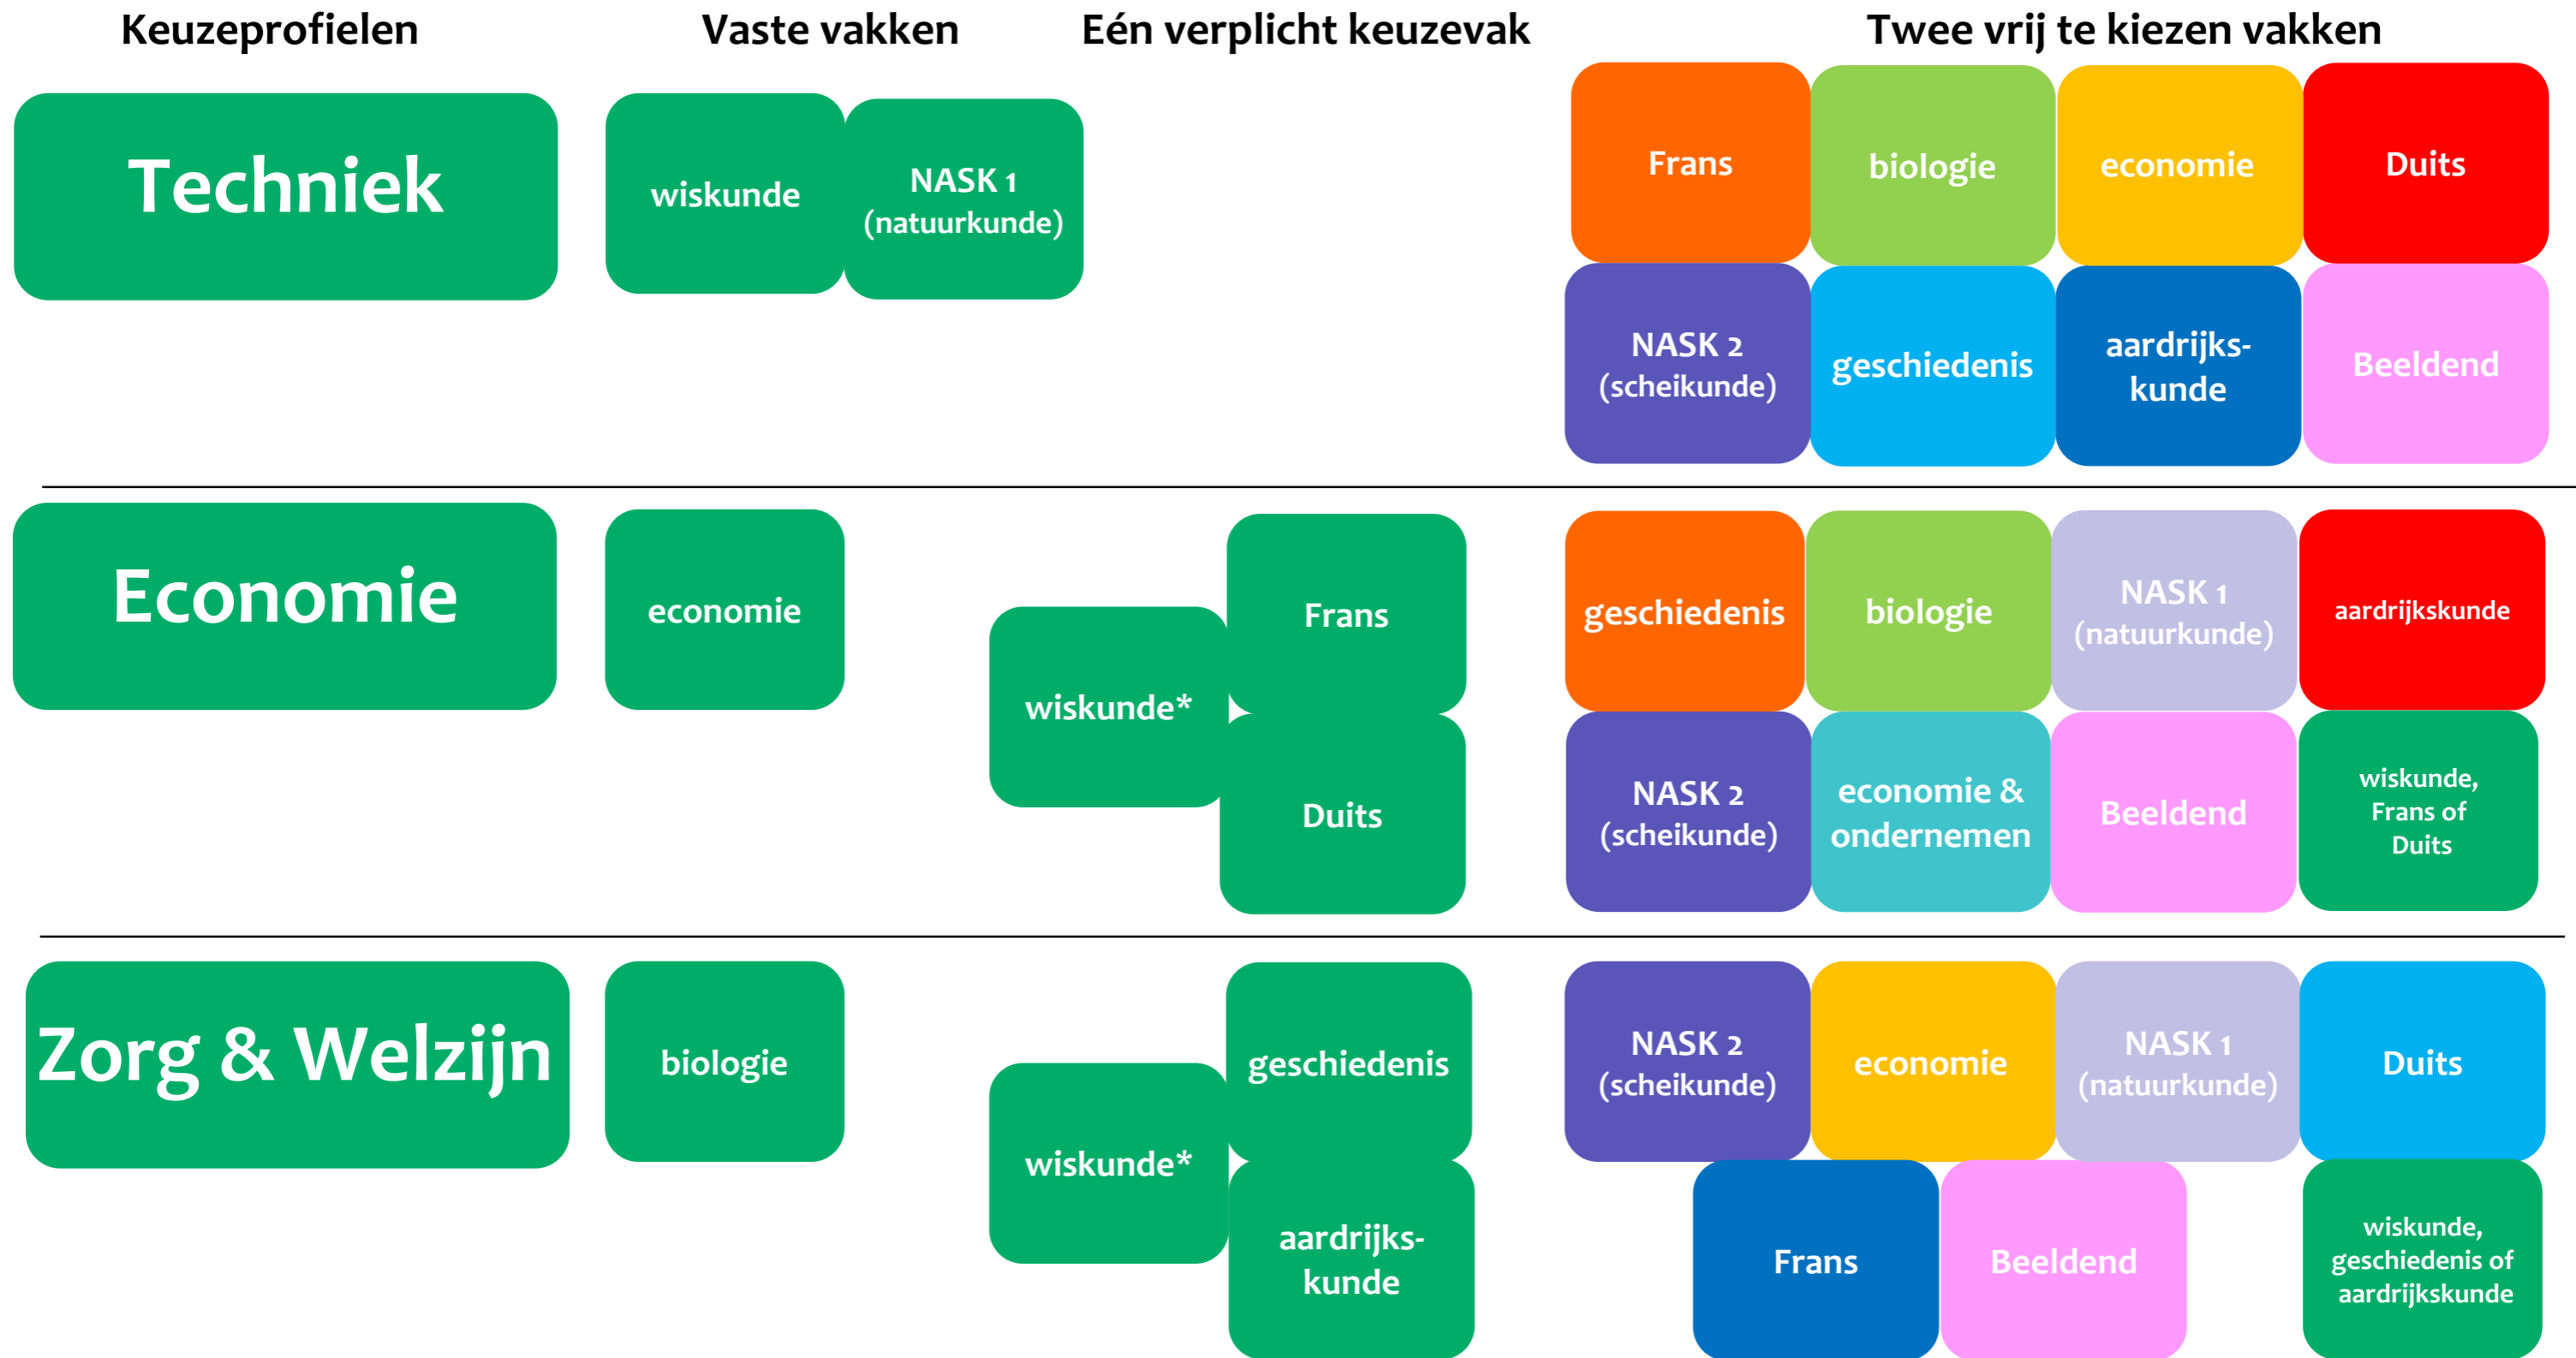 Keuzeprofielen
Vaste vakken
Eén verplicht keuzevak
Twee vrij te kiezen vakken
Techniek
wiskunde
NASK 1
(natuurkunde)
Frans
biologie
economie
Duits
NASK 2
(scheikunde)
geschiedenis
aardrijks-
kunde
Beeldend
Economie
economie
wiskunde*
Frans
Duits
geschiedenis
biologie
NASK 1
(natuurkunde)
aardrijkskunde
NASK 2
(scheikunde)
economie &
ondernemen
Beeldend
wiskunde,
Frans of
Duits
Zorg & Welzijn
biologie
wiskunde*
geschiedenis
aardrijks-
kunde
NASK 2
(scheikunde)
economie
NASK 1
(natuurkunde)
Duits
Frans
Beeldend
wiskunde,
geschiedenis of
aardrijkskunde